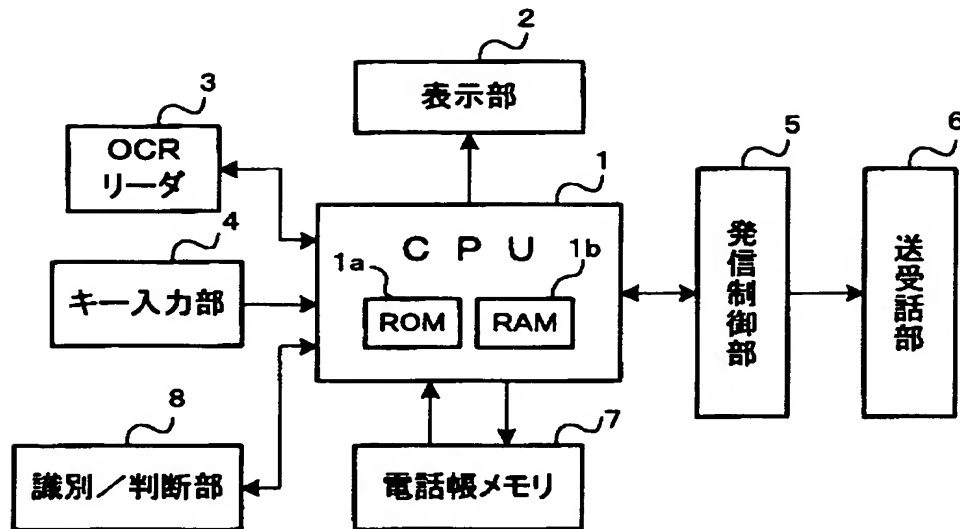 2
表示部
3
OCR
リーダ
4
キー入力部
1
CPU
1a
ROM
1b
RAM
5
発信制御部
6
送受話部
8
識別/判断部
7
電話帳メモリ